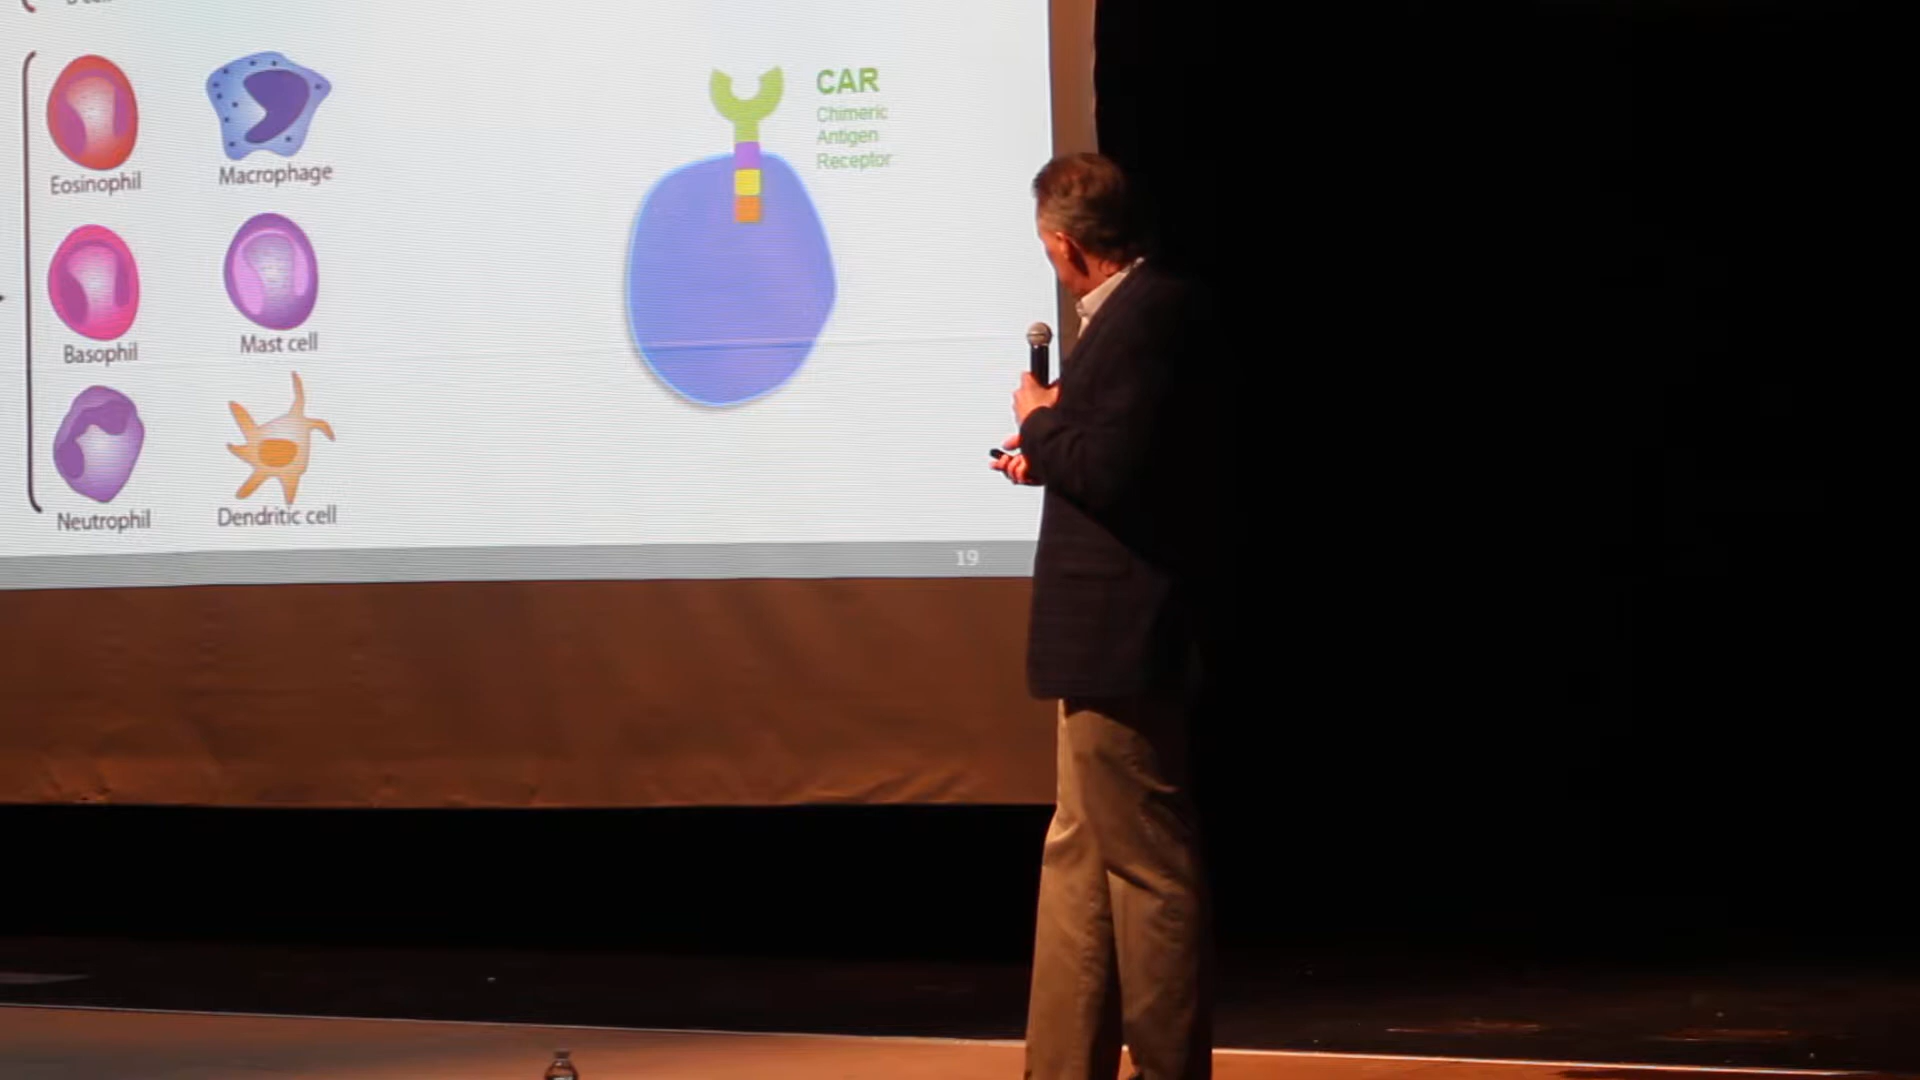 Eosinophil
Macrophage
Basophil
Mast cell
Neutrophil
Dendritic cell
CAR
Chimeric
Antigen
Receptor
19